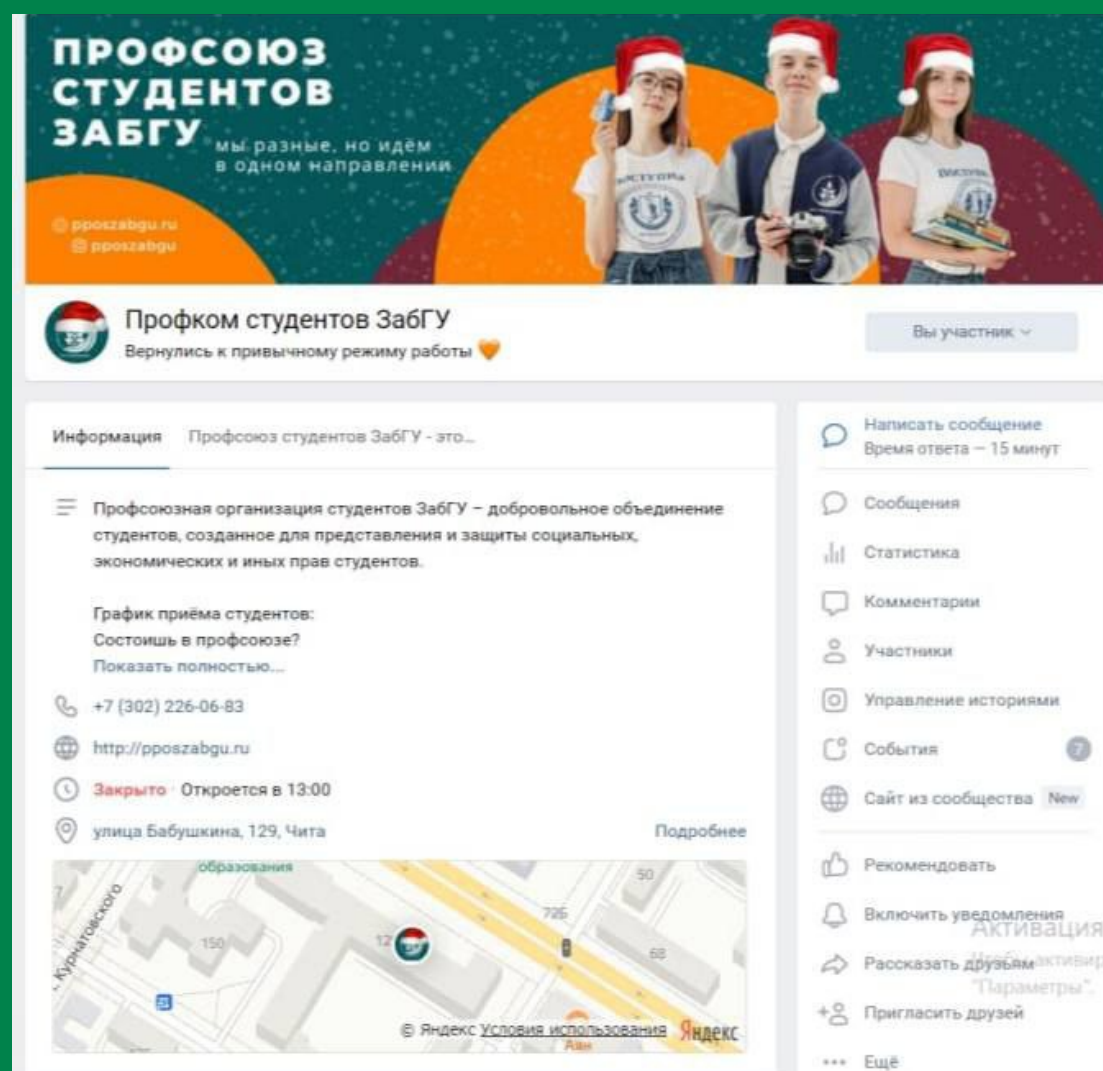 ПРОФСОЮЗ
СТУДЕНТОВ
ЗАБГУ
мы разные, но идём
в одном направлении
pposzabgu.ru
pposzabgu
Профком студентов ЗабГУ
Вернулись к привычному режиму работы 🧡
Вы участник
Информация Профсоюз студентов ЗабГУ - это...
Профсоюзная организация студентов ЗабГУ – добровольное объединение
студентов, созданное для представления и защиты социальных,
экономических и иных прав студентов.
График приёма студентов:
Состоишь в профсоюзе?
Показать полностью...
+7 (302) 226-06-83
http://pposzabgu.ru
Закрыто · Откроется в 13:00
улица Бабушкина, 129, Чита Подробнее
образования
50
7
Курнатовского
150
12
72Б
68
© Яндекс Условия использования Яндекс
Аян
Написать сообщение
Время ответа — 15 минут
Сообщения
Статистика
Комментарии
Участники
Управление историями
События 7
Сайт из сообщества New
Рекомендовать
Включить уведомления
Активация
Рассказать друзьям
"Параметры".
Пригласить друзей
Ещё